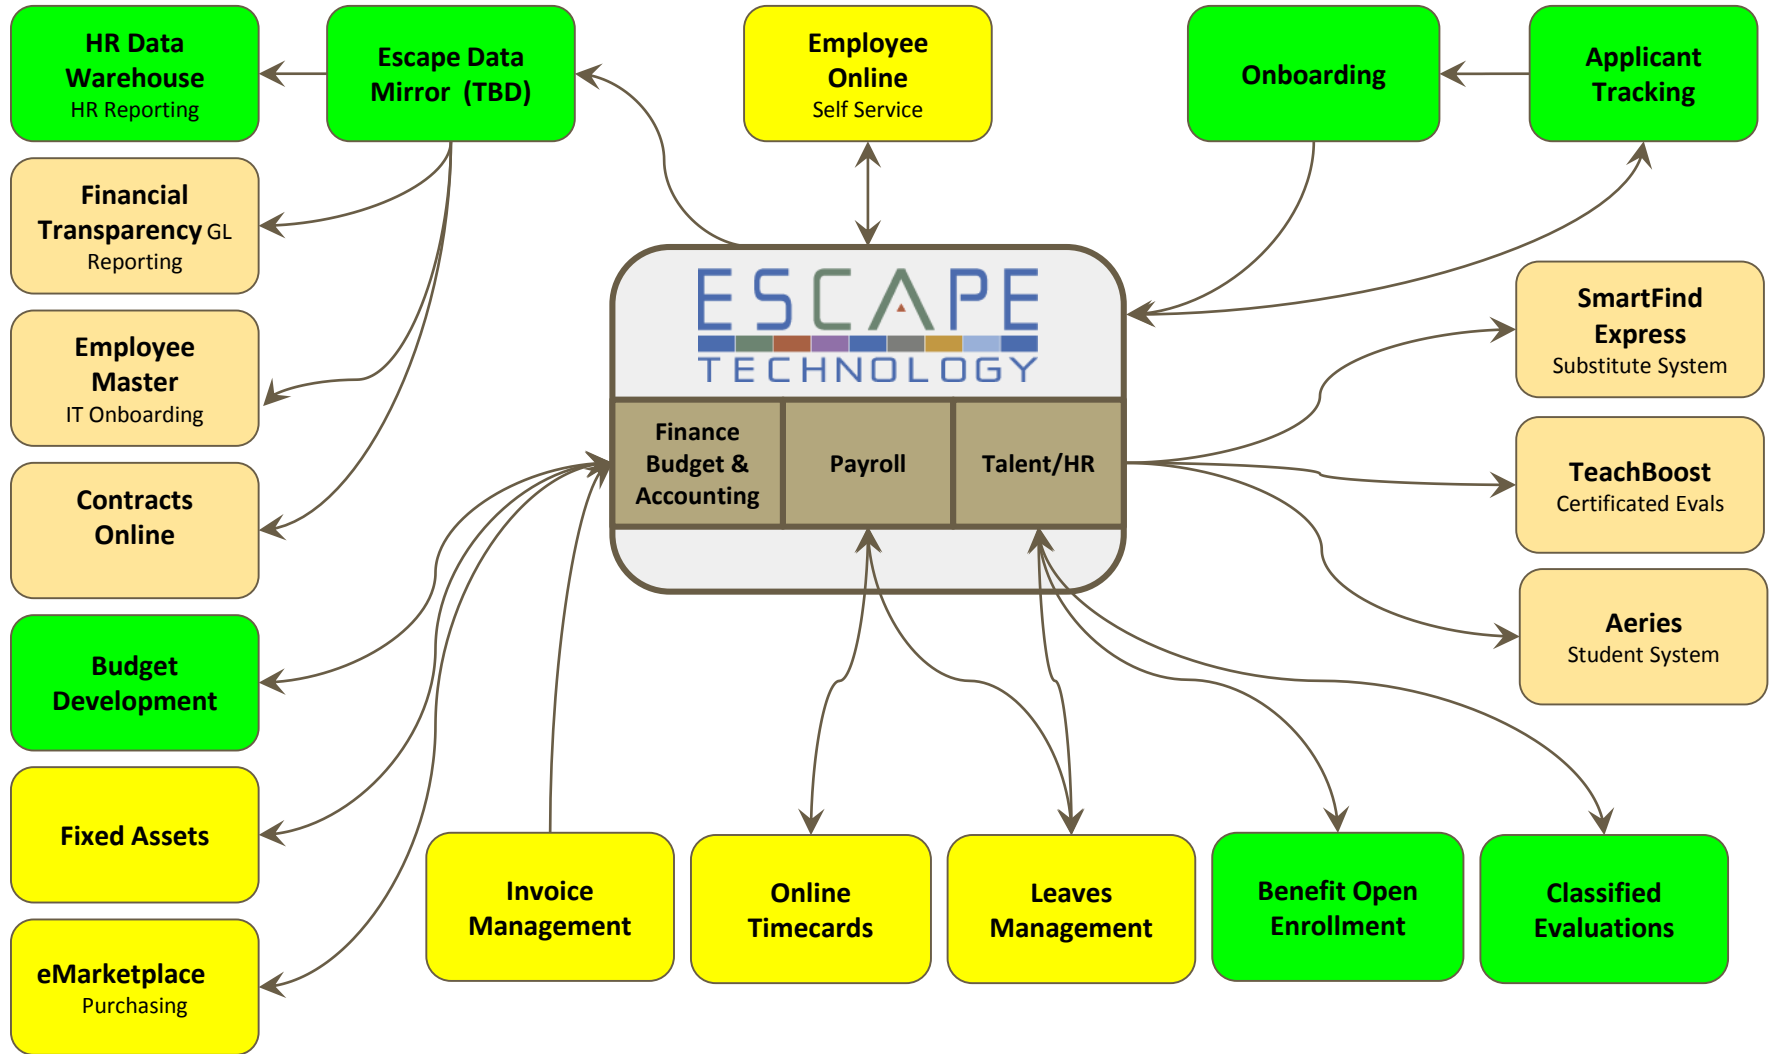 HR Data
Warehouse
HR Reporting
Escape Data
Mirror (TBD)
Employee
Online
Self Service
Onboarding
Applicant
Tracking
Financial
Transparency GL
Reporting
Employee
Master
IT Onboarding
Contracts
Online
ESCAPE
TECHNOLOGY
Finance
Budget &
Accounting
Payroll
Talent/HR
SmartFind
Express
Substitute System
TeachBoost
Certificated Evals
Aeries
Student System
Budget
Development
Fixed Assets
eMarketplace
Purchasing
Invoice
Management
Online
Timecards
Leaves
Management
Benefit Open
Enrollment
Classified
Evaluations